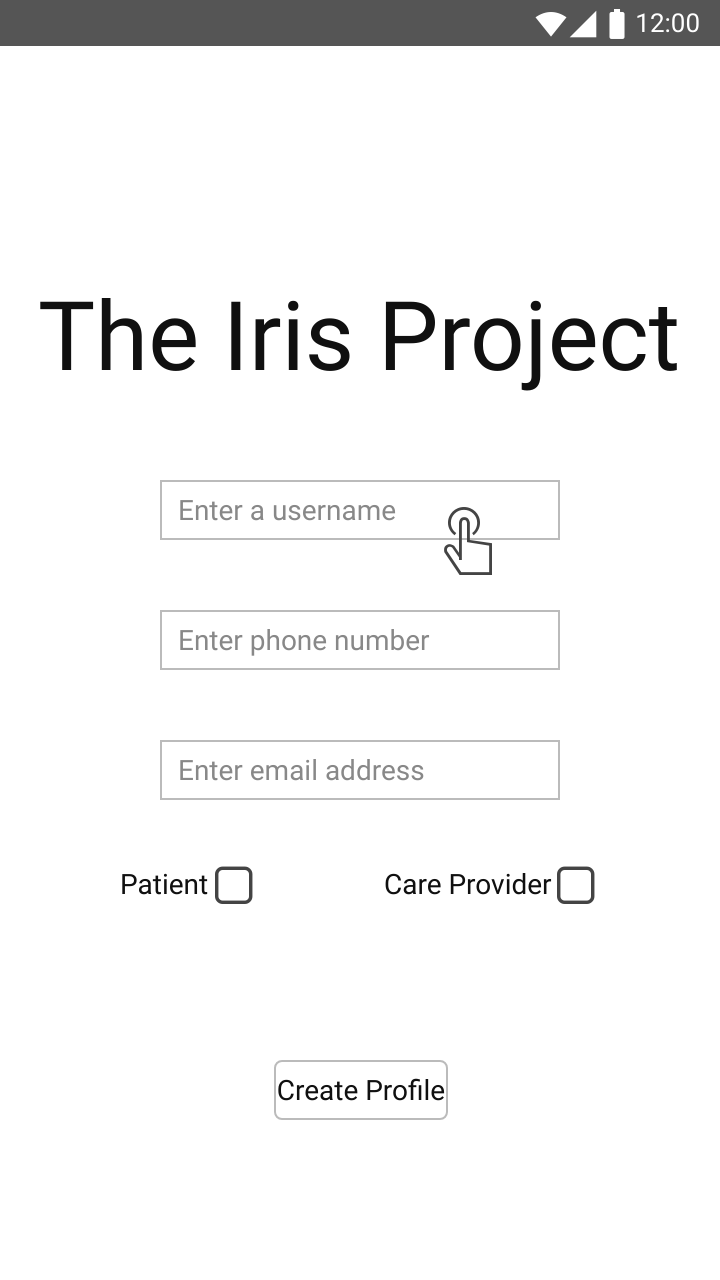 12:00
The Iris Project
Enter a username
Enter phone number
Enter email address
Patient Care Provider
Create Profile